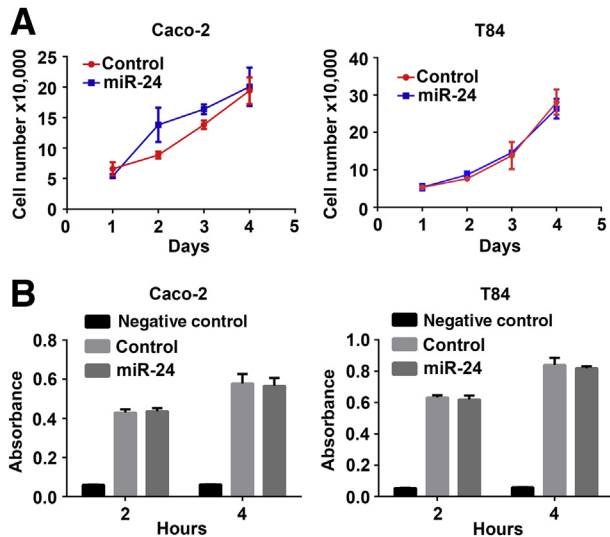 A
Caco-2
T84
Cell number x10,000
25
20
15
10
5
0
Control
miR-24
0 1 2 3 4 5
Days
Cell number x10,000
40
30
20
10
0
Control
miR-24
0 1 2 3 4 5
Days
B
Caco-2
T84
Negative control
Control
miR-24
Absorbance
0.8
0.6
0.4
0.2
0.0
2 4
Hours
Negative control
Control
miR-24
Absorbance
1.0
0.8
0.6
0.4
0.2
0.0
2 4
Hours